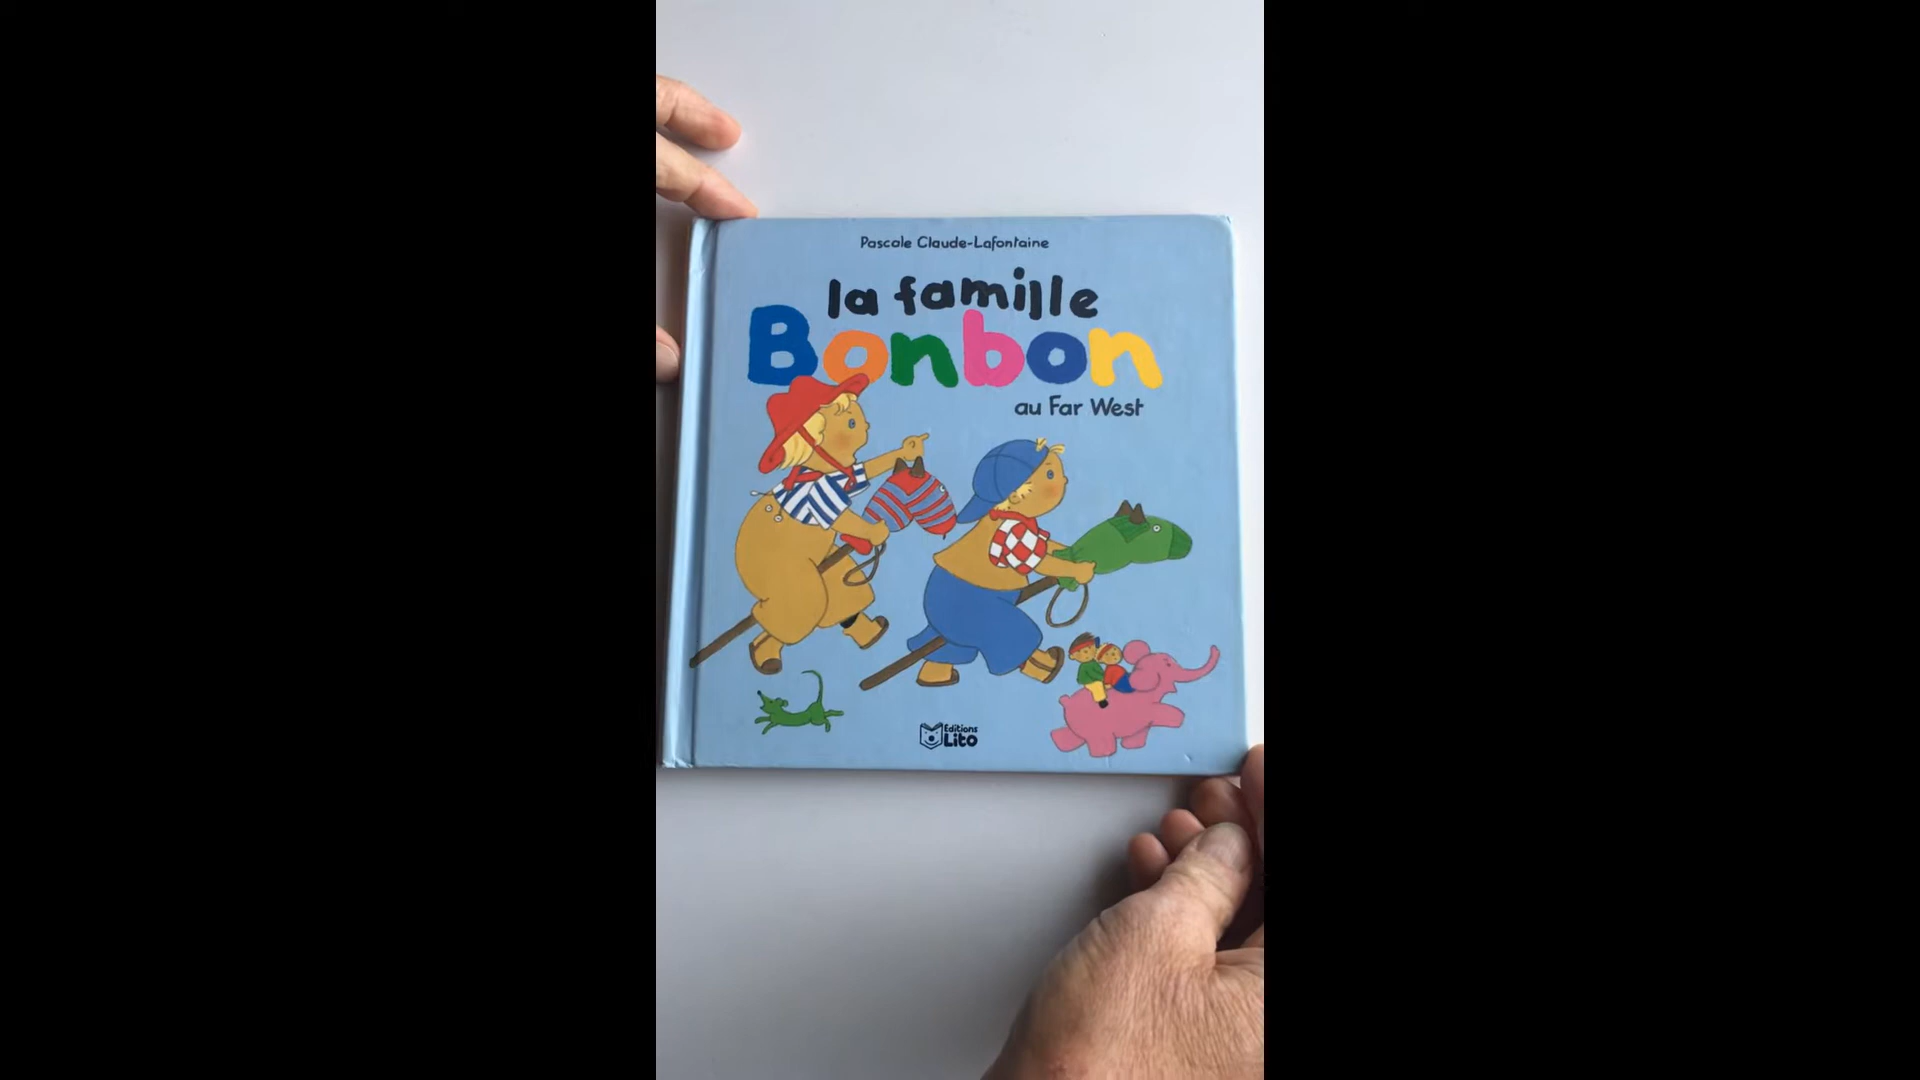 Pascale Claude-Lafontaine
la famille
Bonbon
au Far West
Editions
Lito